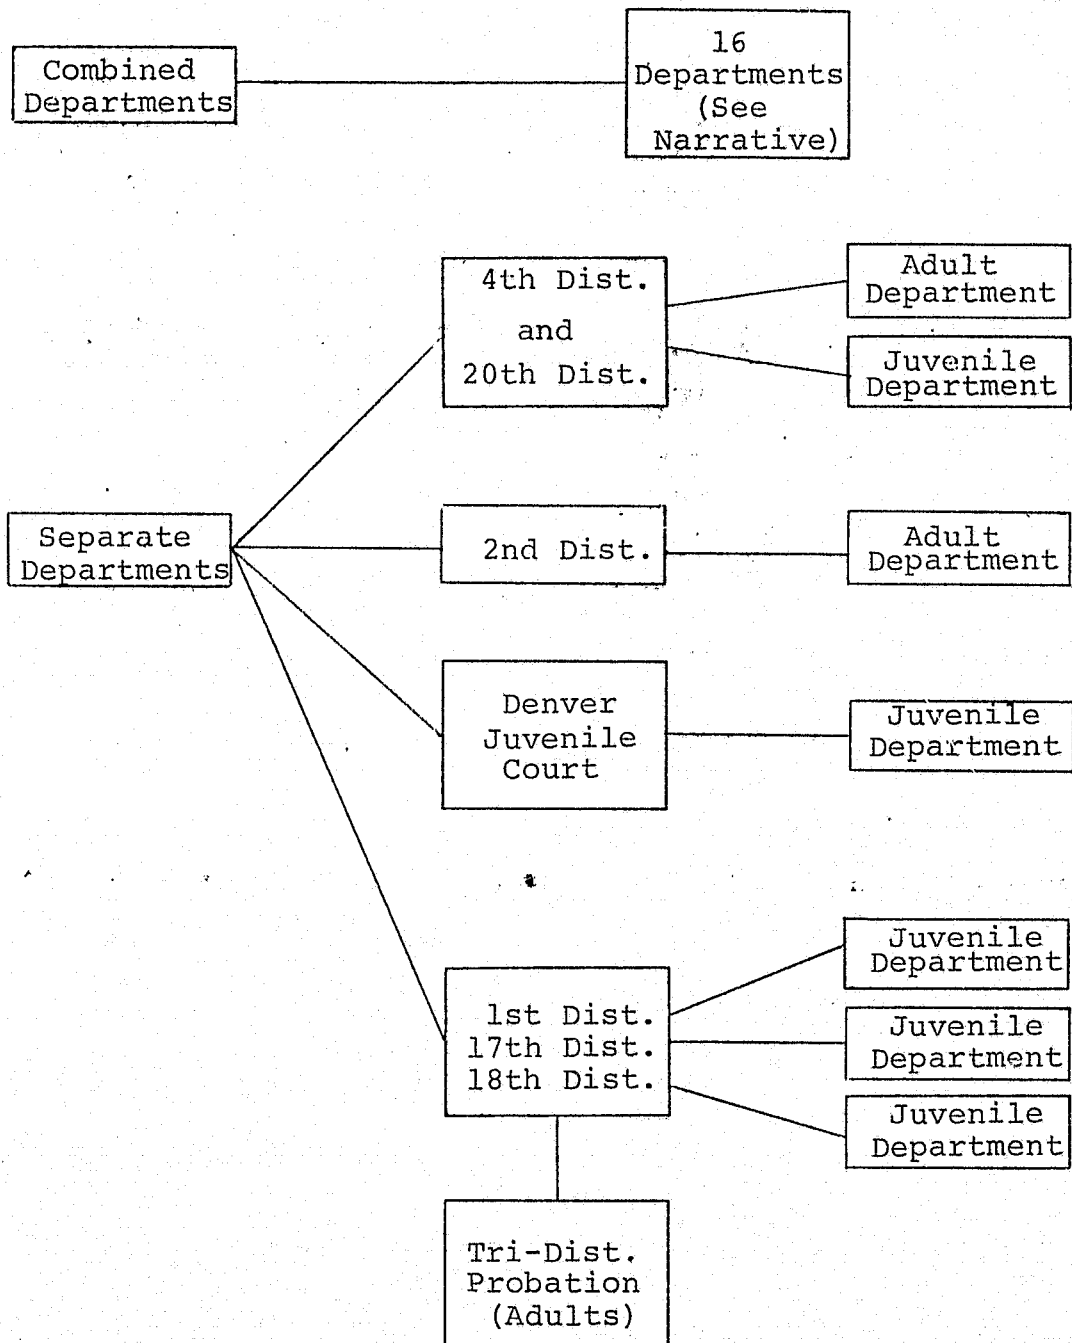 Combined
Departments
16
Departments
(See
Narrative)
4th Dist.
and
20th Dist.
Adult
Department
Juvenile
Department
Separate
Departments
2nd Dist.
Adult
Department
Denver
Juvenile
Court
Juvenile
Department
1st Dist.
17th Dist.
18th Dist.
Juvenile
Department
Juvenile
Department
Juvenile
Department
Tri-Dist.
Probation
(Adults)